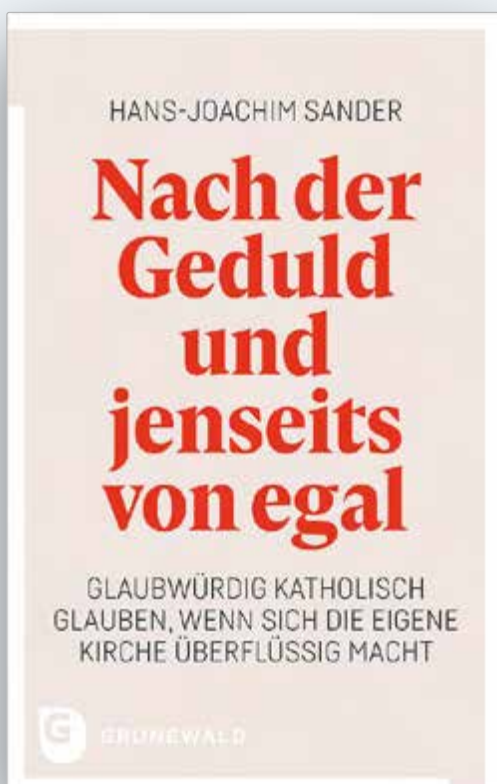 HANS-JOACHIM SANDER
Nach der
Geduld
und
jenseits
von egal
GLAUBWÜRDIG KATHOLISCH
GLAUBEN, WENN SICH DIE EIGENE
KIRCHE ÜBERFLÜSSIG MACHT
G GRÜNEWALD